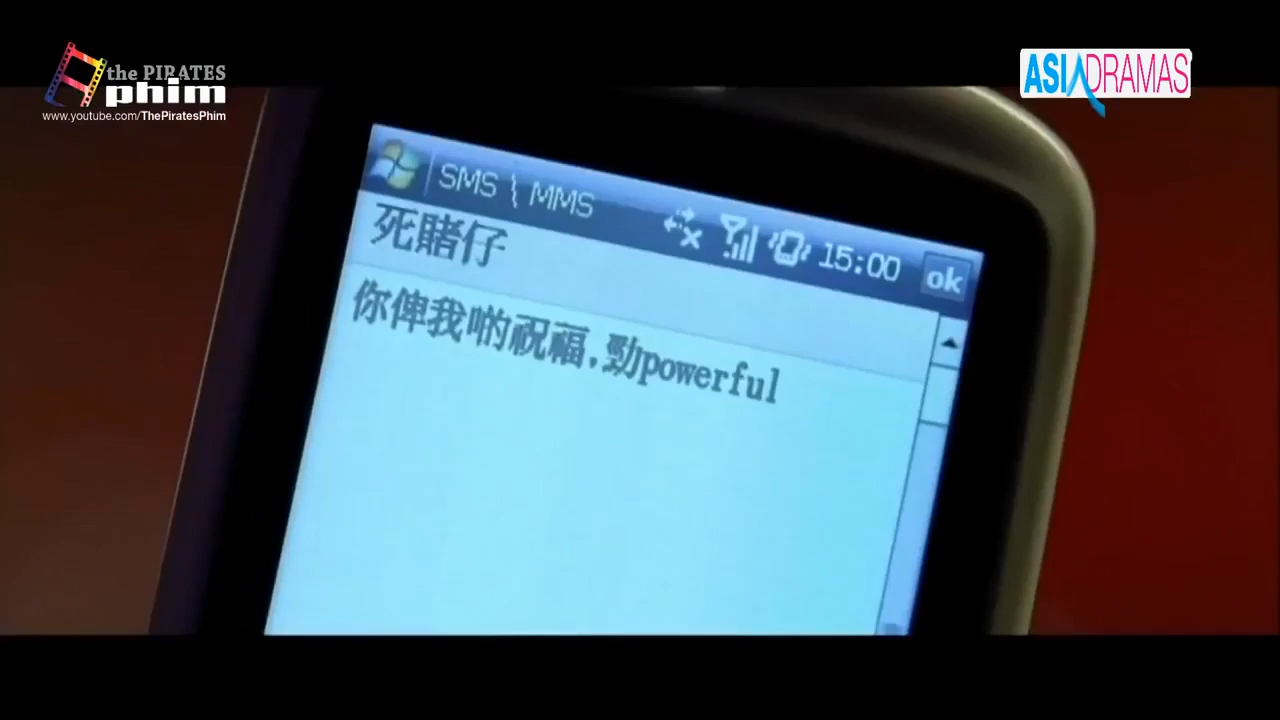 the PIRATES
phim
www.youtube.com/ThePiratesPhim
ASIADRAMAS
SMS \ MMS 15:00 ok
死賭仔
你俾我啲祝福,勁powerful